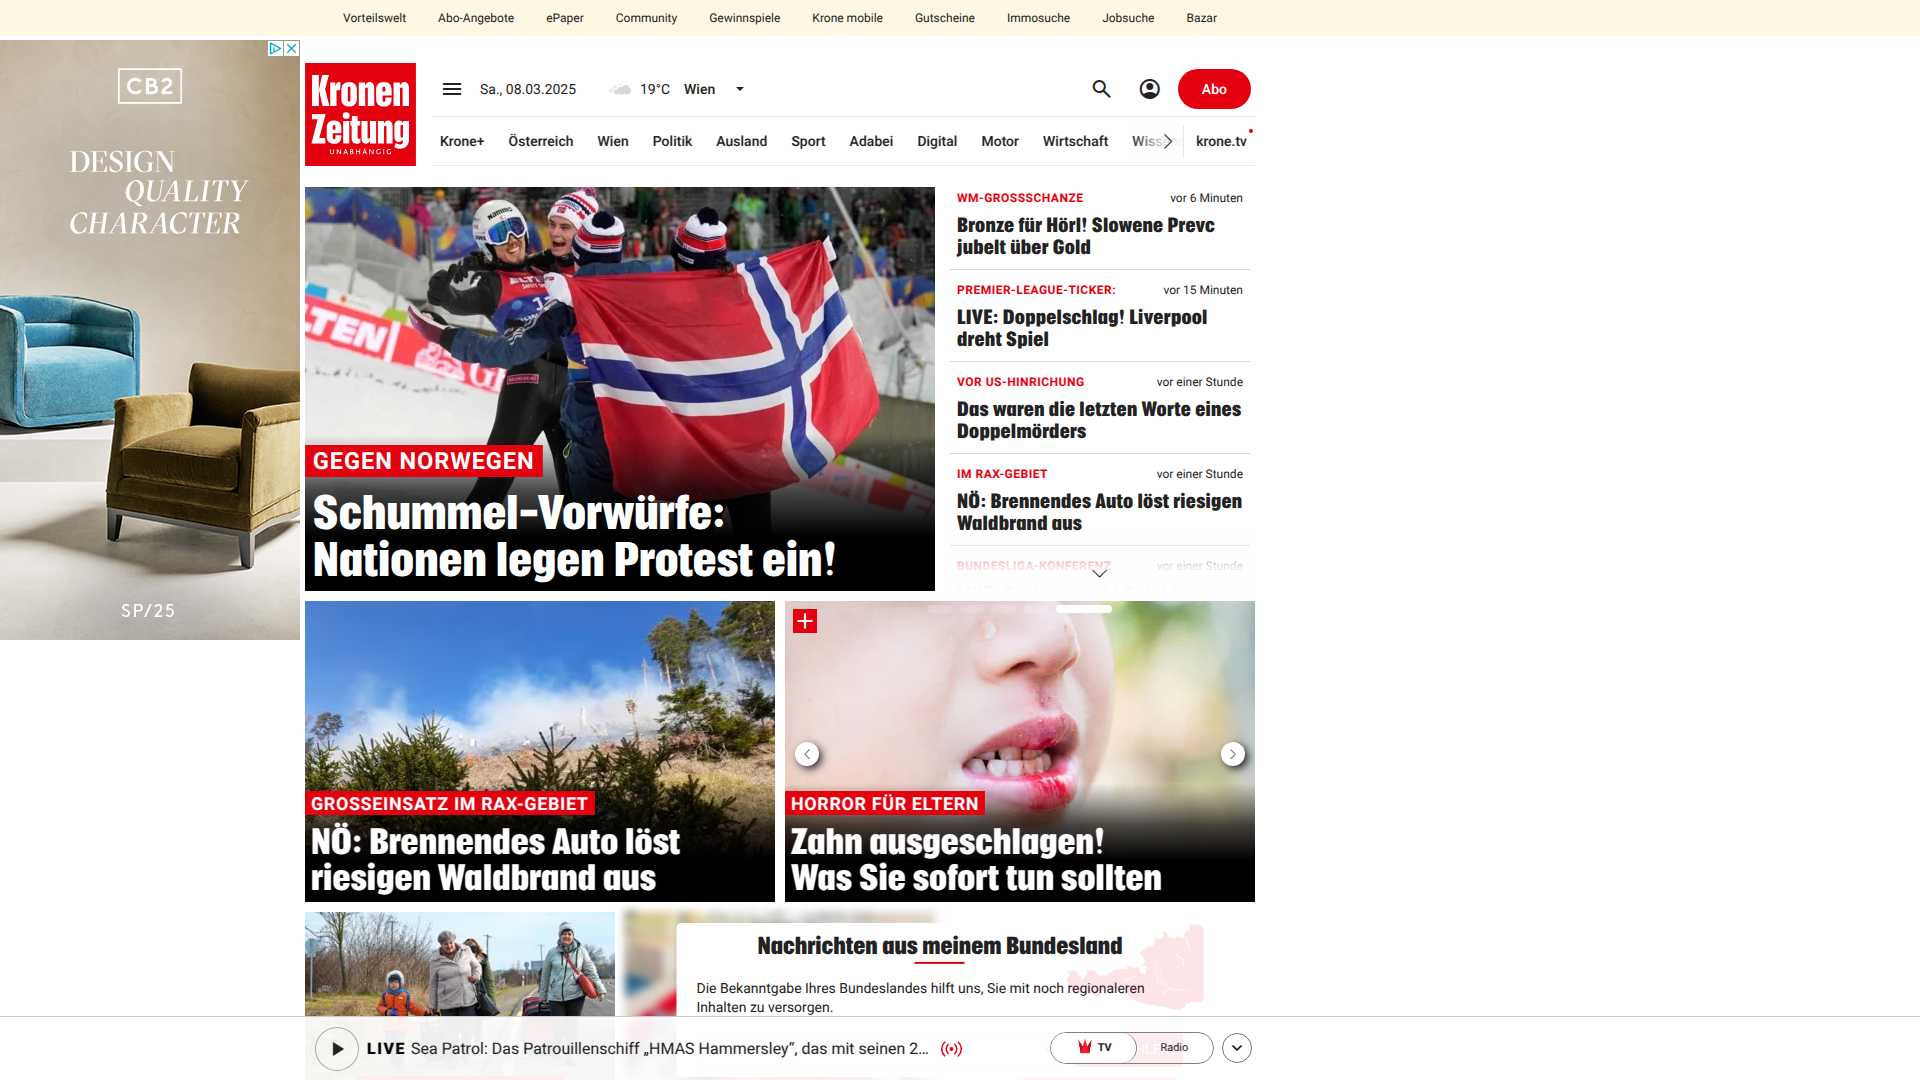 Vorteilswelt Abo-Angebote ePaper Community Gewinnspiele Krone mobile Gutscheine Immosuche Jobsuche Bazar
CB2
DESIGN
QUALITY
CHARACTER
SP/25
Kronen
Zeitung
UNABHÄNGIG
Sa., 08.03.2025 19°C Wien Abo
Krone+ Österreich Wien Politik Ausland Sport Adabei Digital Motor Wirtschaft krone.tv
GEGEN NORWEGEN
Schummel-Vorwürfe:
Nationen legen Protest ein!
WM-GROSSSCHANZE vor 6 Minuten
Bronze für Hörl! Slowene Prevc
jubelt über Gold
PREMIER-LEAGUE-TICKER: vor 15 Minuten
LIVE: Doppelschlag! Liverpool
dreht Spiel
VOR US-HINRICHUNG vor einer Stunde
Das waren die letzten Worte eines
Doppelmörders
IM RAX-GEBIET vor einer Stunde
NÖ: Brennendes Auto löst riesigen
Waldbrand aus
BUNDESLIGA-KONFERENZ vor einer Stunde
GROSSEINSATZ IM RAX-GEBIET
NÖ: Brennendes Auto löst
riesigen Waldbrand aus
HORROR FÜR ELTERN
Zahn ausgeschlagen!
Was Sie sofort tun sollten
Nachrichten aus meinem Bundesland
Die Bekanntgabe Ihres Bundeslandes hilft uns, Sie mit noch regionaleren
Inhalten zu versorgen.
LIVE Sea Patrol: Das Patrouillenschiff „HMAS Hammersley“, das mit seinen 2... TV Radio